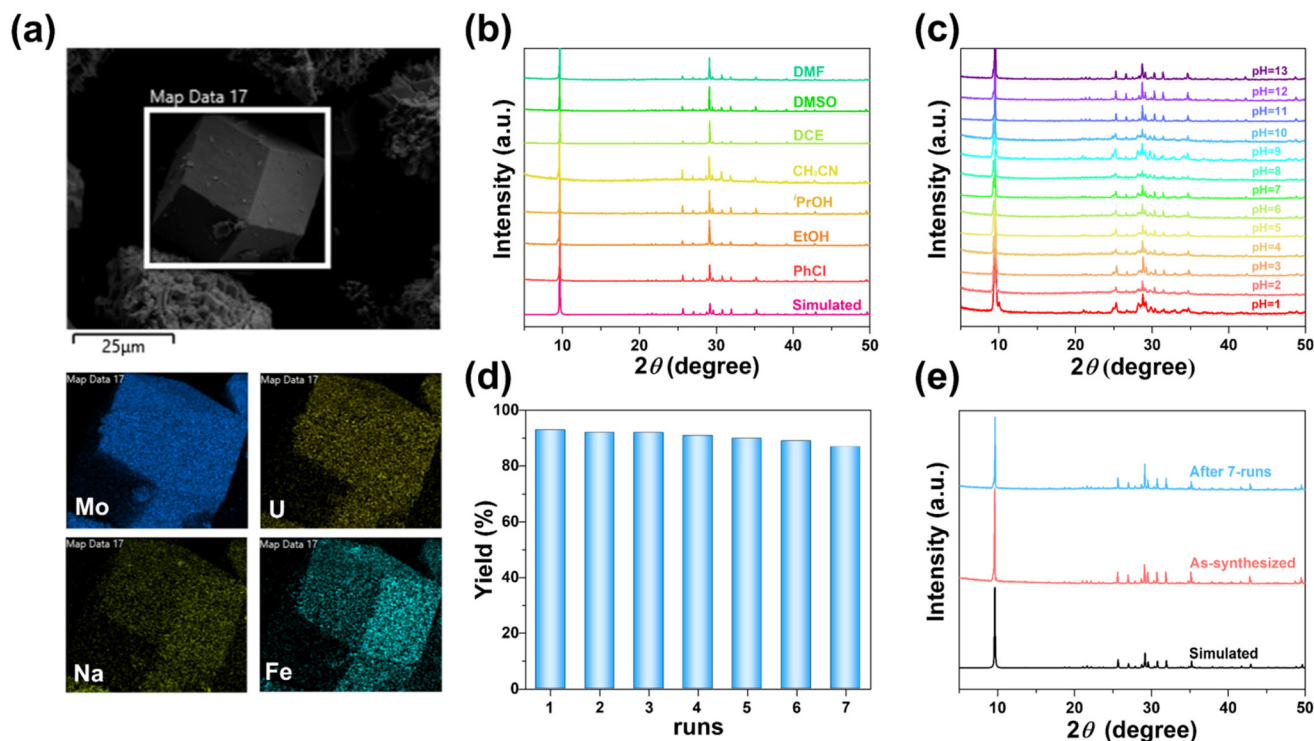 (a)
Map Data 17
25μm
Map Data 17
Mo
Map Data 17
U
Map Data 17
Na
Map Data 17
Fe
(b)
Intensity (a.u.)
DMF
DMSO
DCE
CH₃CN
ⁱPrOH
EtOH
PhCl
Simulated
10 20 30 40 50
2θ (degree)
(c)
Intensity (a.u.)
pH=13
pH=12
pH=11
pH=10
pH=9
pH=8
pH=7
pH=6
pH=5
pH=4
pH=3
pH=2
pH=1
10 20 30 40 50
2θ (degree)
(d)
Yield (%)
100
80
60
40
20
0
1 2 3 4 5 6 7
runs
(e)
Intensity (a.u.)
After 7-runs
As-synthesized
Simulated
10 20 30 40 50
2θ (degree)